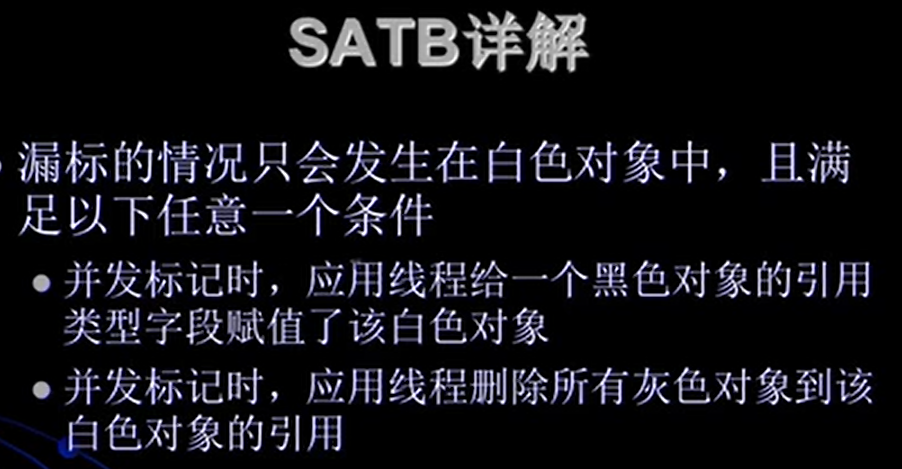 SATB详解
漏标的情况只会发生在白色对象中，且满
足以下任意一个条件
并发标记时，应用线程给一个黑色对象的引用
类型字段赋值了该白色对象
并发标记时，应用线程删除所有灰色对象到该
白色对象的引用